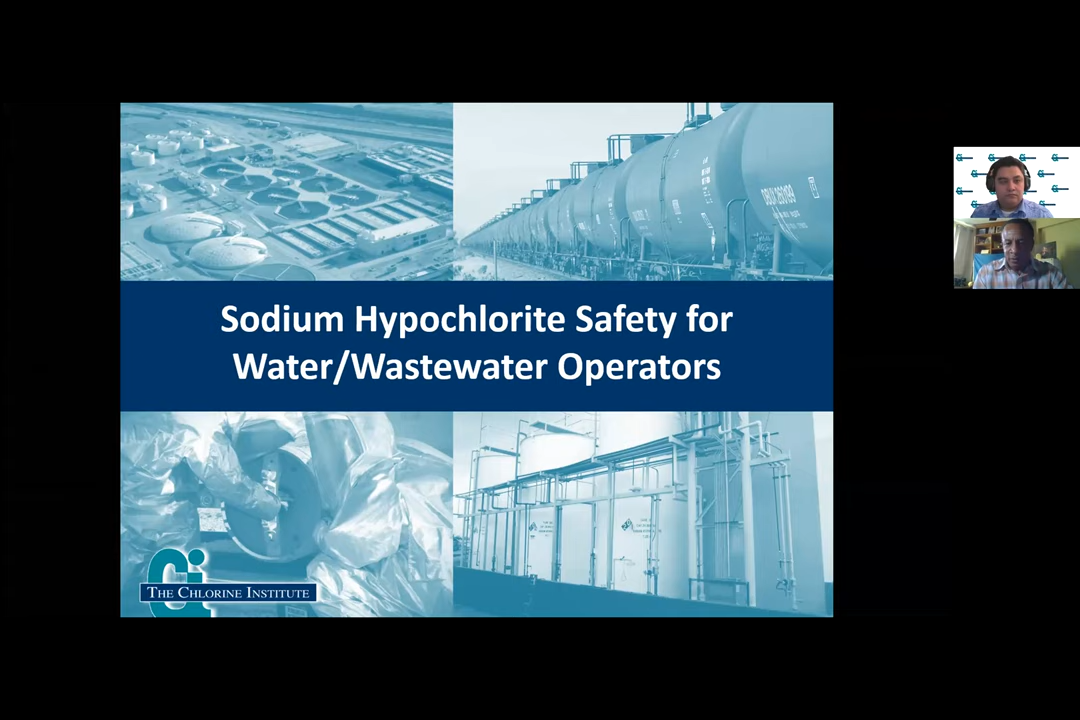 Sodium Hypochlorite Safety for
Water/Wastewater Operators
THE CHLORINE INSTITUTE